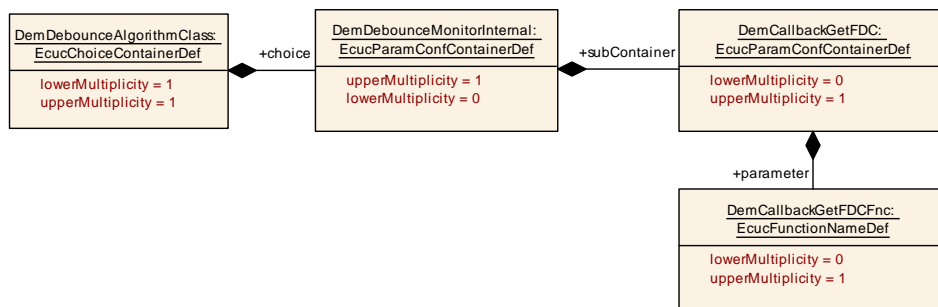 DemDebounceAlgorithmClass:
EcucChoiceContainerDef
lowerMultiplicity = 1
upperMultiplicity = 1
+choice
DemDebounceMonitorInternal:
EcucParamConfContainerDef
upperMultiplicity = 1
lowerMultiplicity = 0
+subContainer
DemCallbackGetFDC:
EcucParamConfContainerDef
lowerMultiplicity = 0
upperMultiplicity = 1
+parameter
DemCallbackGetFDCFnc:
EcucFunctionNameDef
lowerMultiplicity = 0
upperMultiplicity = 1